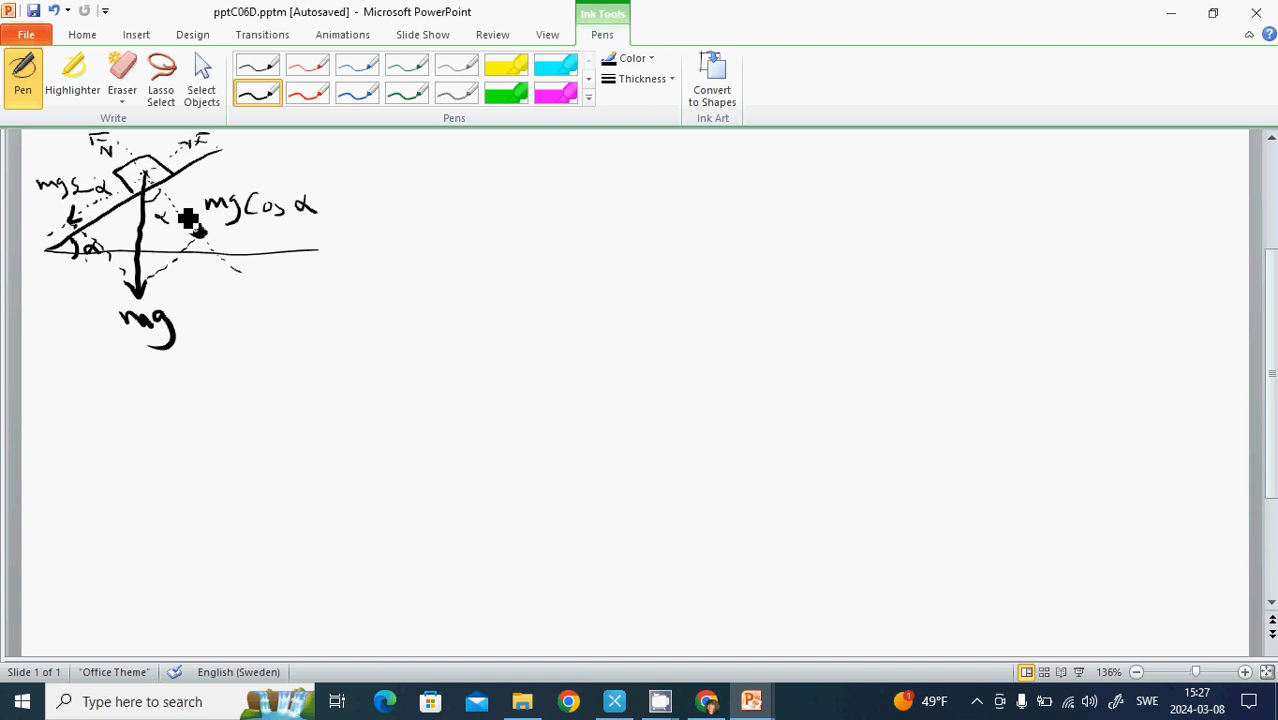 pptC06D.pptm [Autosaved] - Microsoft PowerPoint
Ink Tools
File Home Insert Design Transitions Animations Slide Show Review View Pens
Pen Highlighter Eraser Lasso Select Select Objects
Color
Thickness
Convert to Shapes
Write Pens Ink Art
F
N
F
α
mg Cos α
α
α
mg
Slide 1 of 1 "Office Theme" English (Sweden) 136%
Type here to search
1
49°F
SWE
15:27
2024-03-08